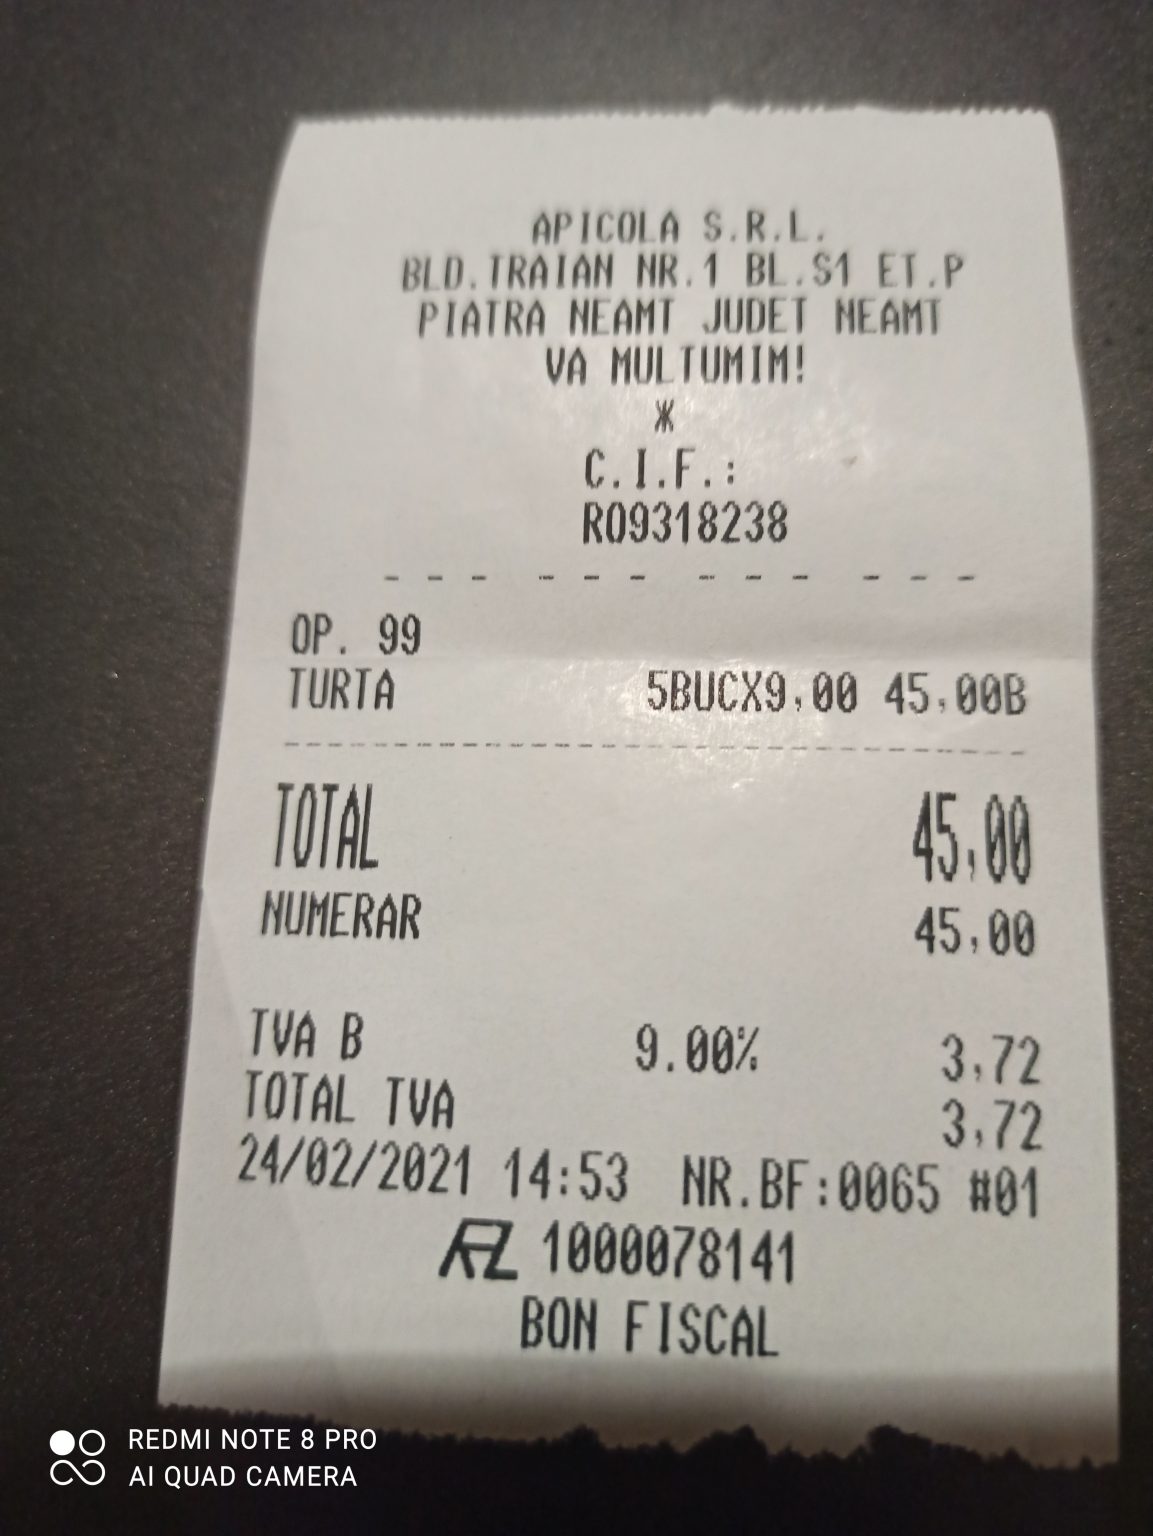 APICOLA S.R.L.
BLD.TRAIAN NR.1 BL.S1 ET.P
PIATRA NEAMT JUDET NEAMT
VA MULTUMIM!
Ж
C.I.F.:
RO9318238
- - - - - - - - - - - -
OP. 99
TURTA 5BUCX9,00 45,00B
TOTAL 45,00
NUMERAR 45,00
TVA B 9.00% 3,72
TOTAL TVA 3,72
24/02/2021 14:53 NR.BF:0065 #01
1000078141
BON FISCAL
REDMI NOTE 8 PRO
AI QUAD CAMERA